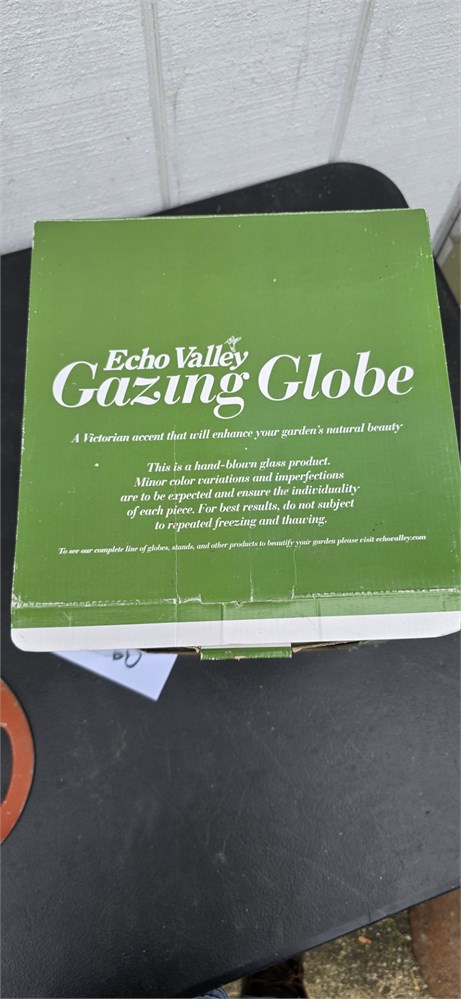 Echo Valley
Gazing Globe
A Victorian accent that will enhance your garden's natural beauty
This is a hand-blown glass product.
Minor color variations and imperfections
are to be expected and ensure the individuality
of each piece. For best results, do not subject
to repeated freezing and thawing.
To see our complete line of globes, stands, and other products to beautify your garden please visit echovalley.com